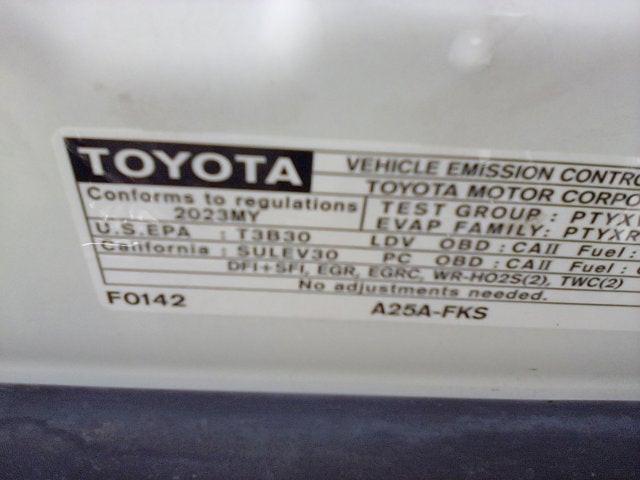 TOYOTA
VEHICLE EMISSION CONTRO
Conforms to regulations
2023MY
TOYOTA MOTOR CORPO
TEST GROUP : PTYX
EVAP FAMILY: PTYXR
U.S.EPA : T3B30 LDV OBD : CAII Fuel :
California : SULEV30 PC OBD : CAII Fuel :
DFI+SFI, EGR, EGRC, WR-HO2S(2), TWC(2)
No adjustments needed.
F0142 A25A-FKS